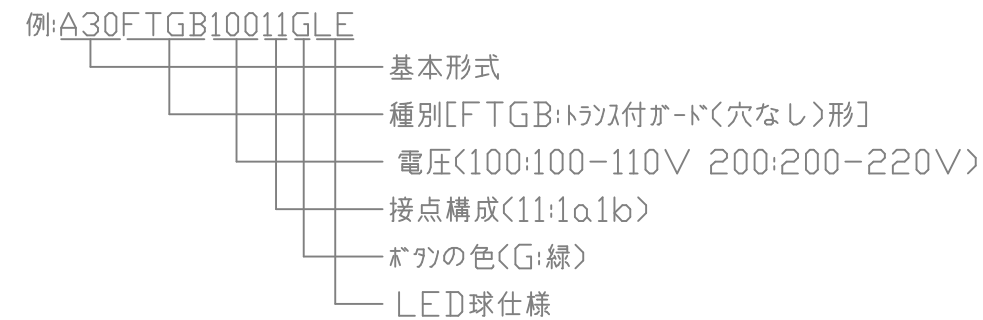 例:A30FTGB10011GLE
基本形式
種別[FTGB:トランス付ガード(穴なし)形]
電圧(100:100-110V 200:200-220V)
接点構成(11:1a1b)
ボタンの色(G:緑)
LED球仕様